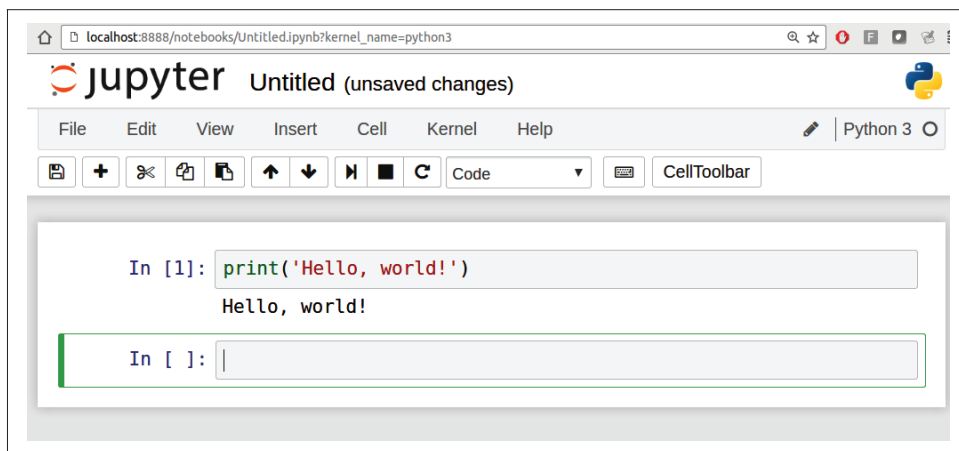 localhost:8888/notebooks/Untitled.ipynb?kernel_name=python3
jupyter Untitled (unsaved changes)
File Edit View Insert Cell Kernel Help Python 3
Code CellToolbar
In [1]: print('Hello, world!')
Hello, world!
In [ ]: